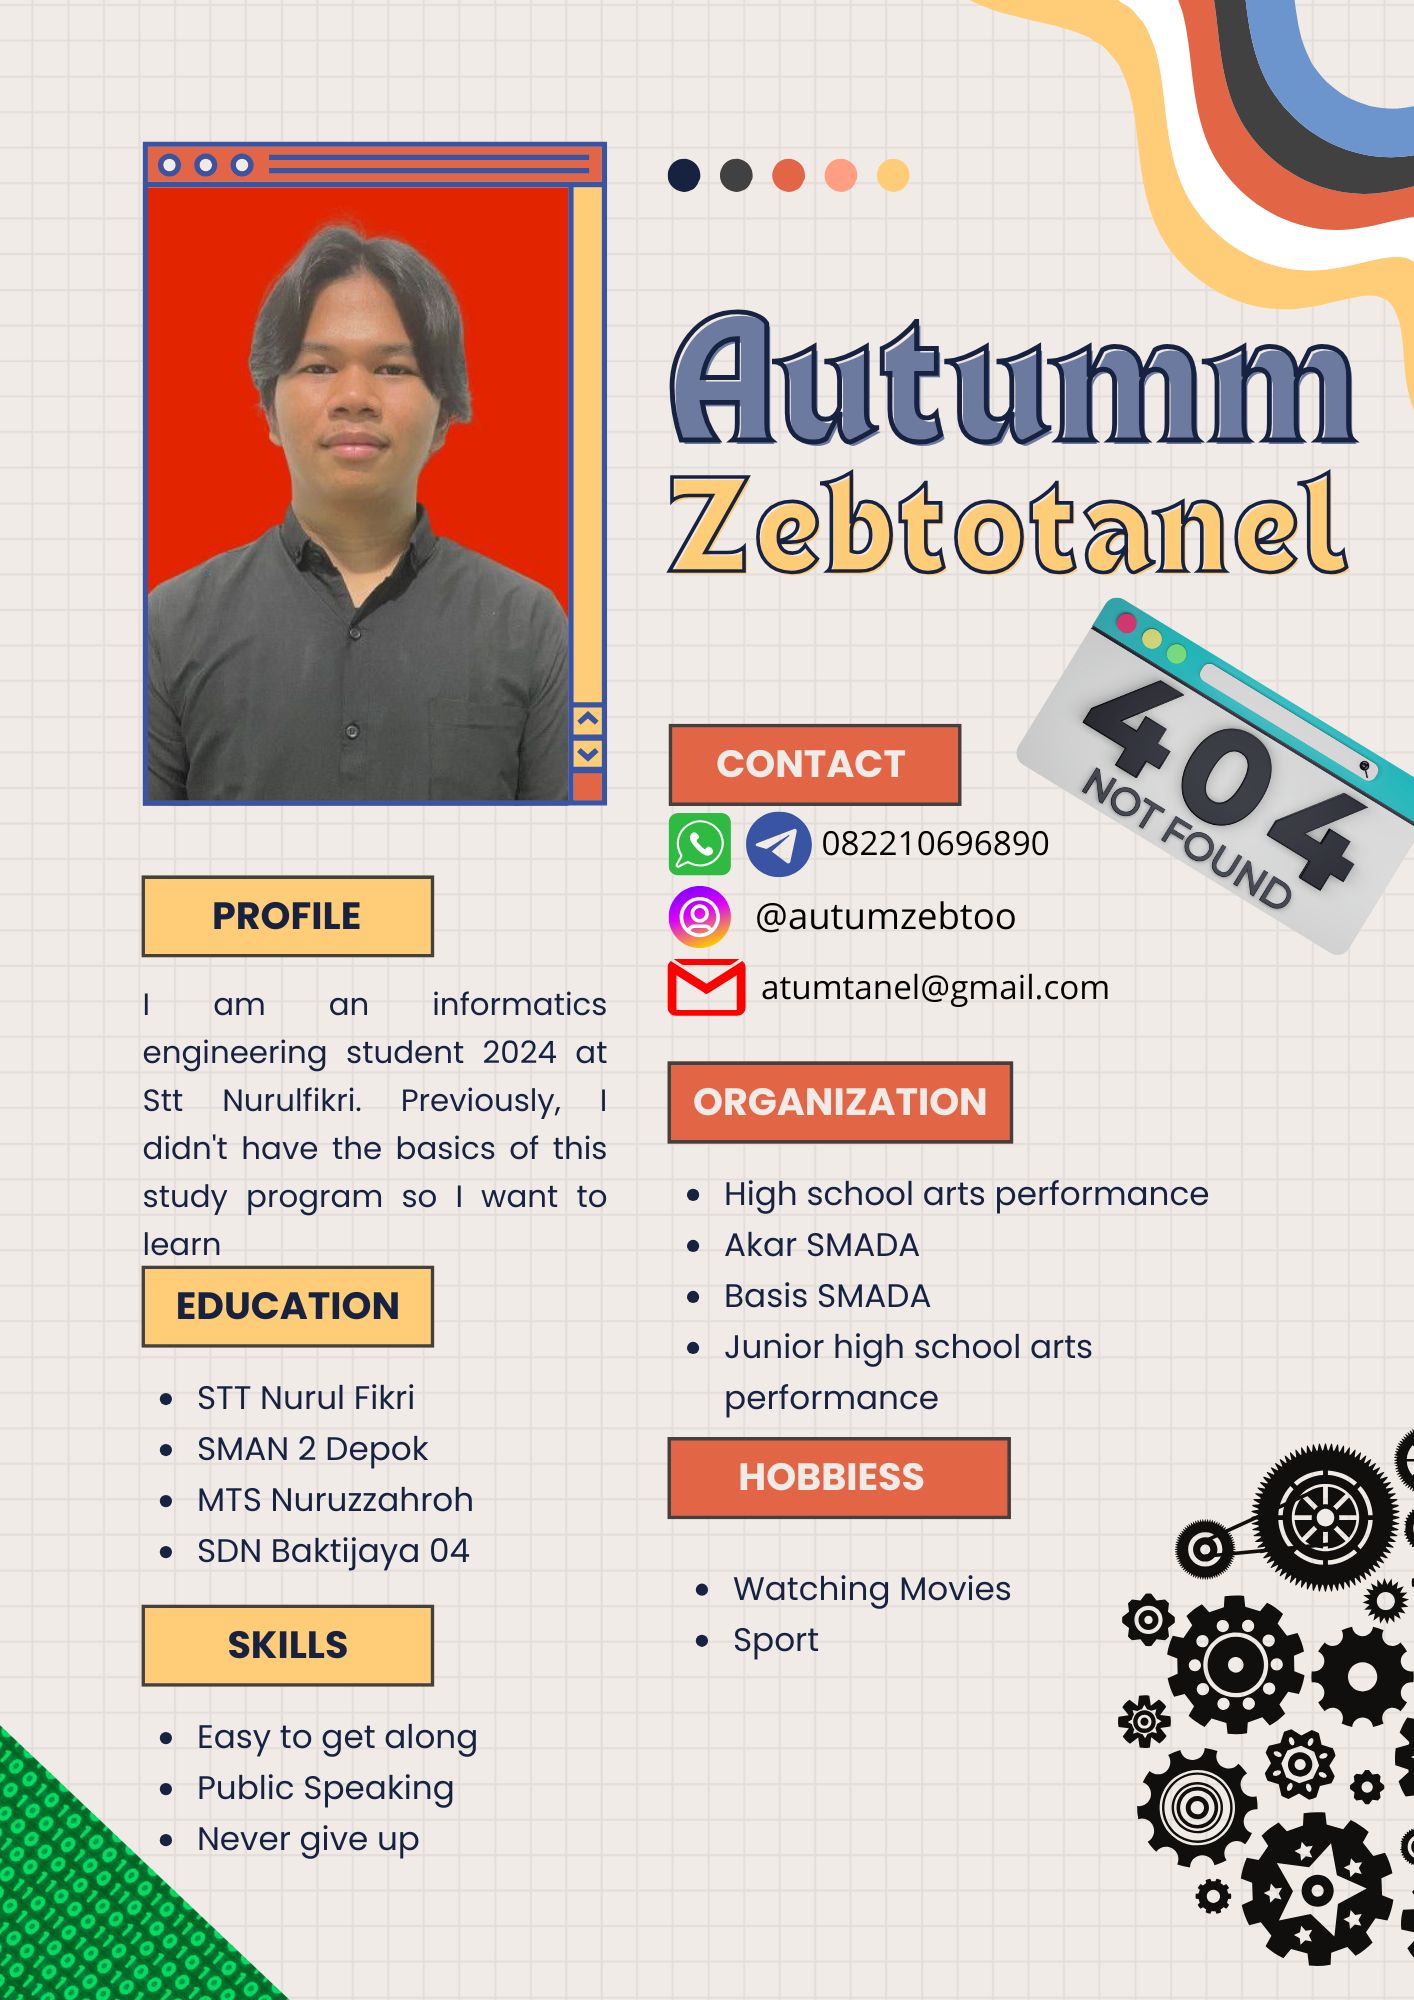 Autumm
Zebtotanel
404
NOT FOUND
CONTACT
082210696890
@autumzebtoo
atumtanel@gmail.com
PROFILE
I am an informatics
engineering student 2024 at
Stt Nurulfikri. Previously, I
didn't have the basics of this
study program so I want to
learn
EDUCATION
STT Nurul Fikri
SMAN 2 Depok
MTS Nuruzzahroh
SDN Baktijaya 04
SKILLS
Easy to get along
Public Speaking
Never give up
ORGANIZATION
High school arts performance
Akar SMADA
Basis SMADA
Junior high school arts
performance
HOBBIESS
Watching Movies
Sport